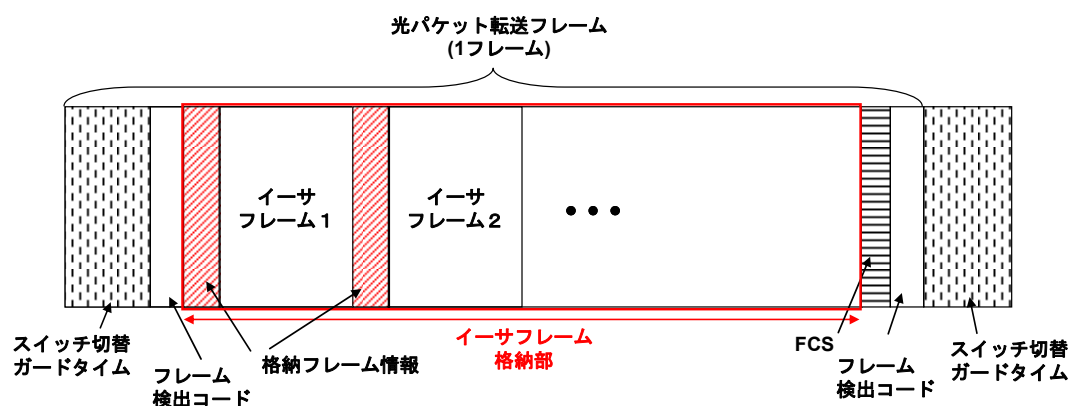 光パケット転送フレーム
(1フレーム)
イーサ
フレーム１
イーサ
フレーム２
•••
スイッチ切替
ガードタイム
フレーム
検出コード
格納フレーム情報
イーサフレーム
格納部
FCS
フレーム
検出コード
スイッチ切替
ガードタイム